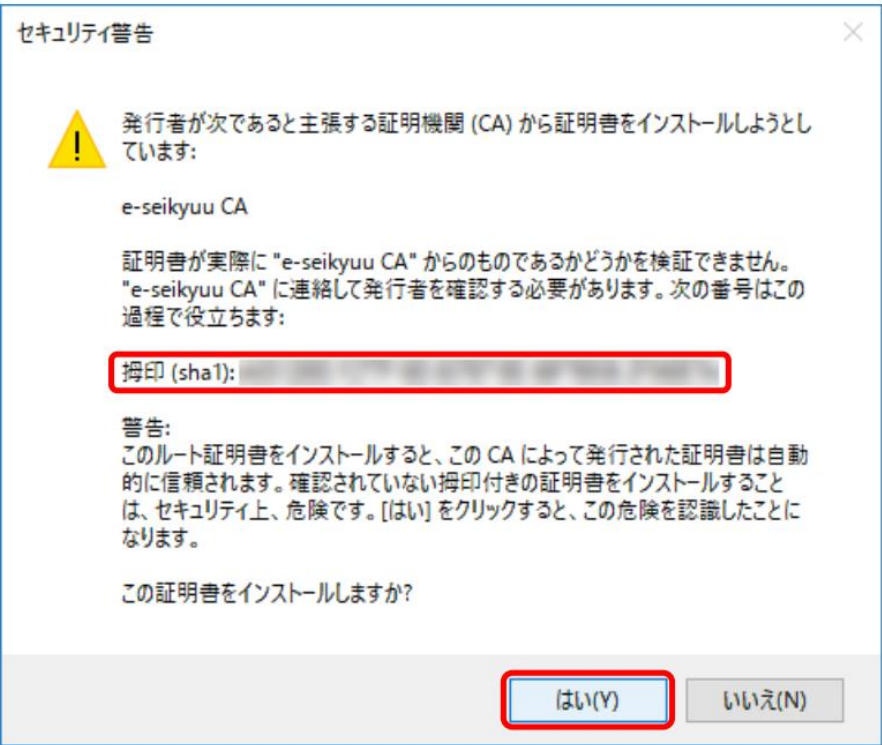 セキュリティ警告
発行者が次であると主張する証明機関 (CA) から証明書をインストールしようとし
ています:
e-seikyuu CA
証明書が実際に "e-seikyuu CA" からのものであるかどうかを検証できません。
"e-seikyuu CA" に連絡して発行者を確認する必要があります。次の番号はこの
過程で役立ちます:
拇印 (sha1):
警告:
このルート証明書をインストールすると、この CA によって発行された証明書は自動
的に信頼されます。確認されていない拇印付きの証明書をインストールすること
は、セキュリティ上、危険です。[はい] をクリックすると、この危険を認識したことに
なります。
この証明書をインストールしますか?
はい(Y)
いいえ(N)